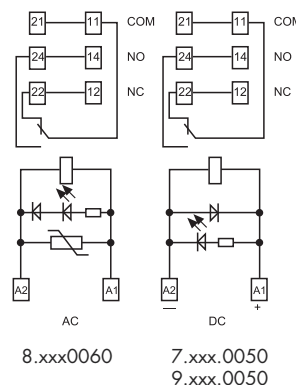 21 11 COM 21 11 COM
24 14 NO 24 14 NO
22 12 NC 22 12 NC
A2 A1 A2 A1
— +
AC DC
8.xxx0060 7.xxx.0050
9.xxx.0050